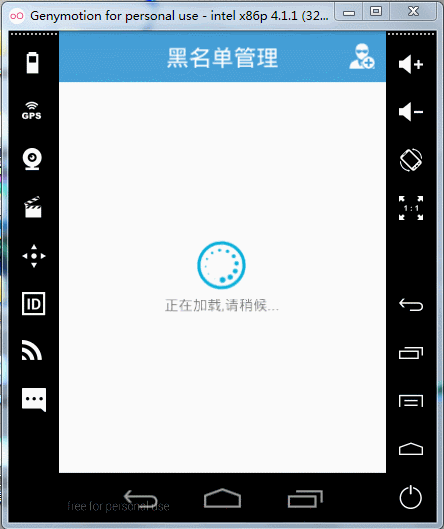 Genymotion for personal use - intel x86p 4.1.1 (32...
黑名单管理
GPS
1:1
正在加载,请稍候...
ID
free for personal use